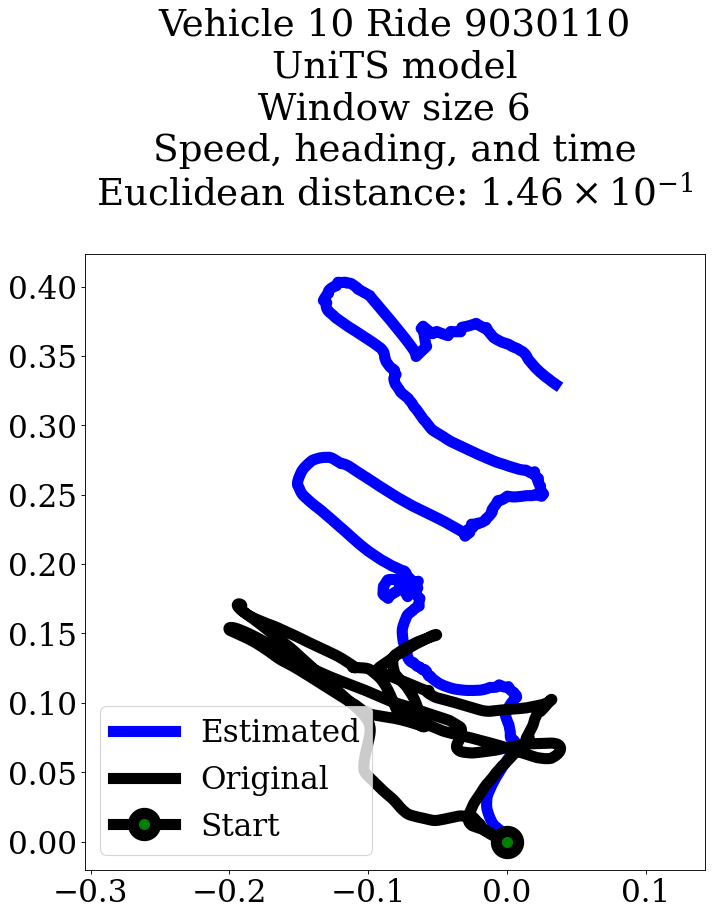 Vehicle 10 Ride 9030110
UniTS model
Window size 6
Speed, heading, and time
Euclidean distance: $1.46 \times 10^{-1}$
0.40
0.35
0.30
0.25
0.20
0.15
0.10
0.05
0.00
Estimated
Original
Start
−0.3 −0.2 −0.1 0.0 0.1